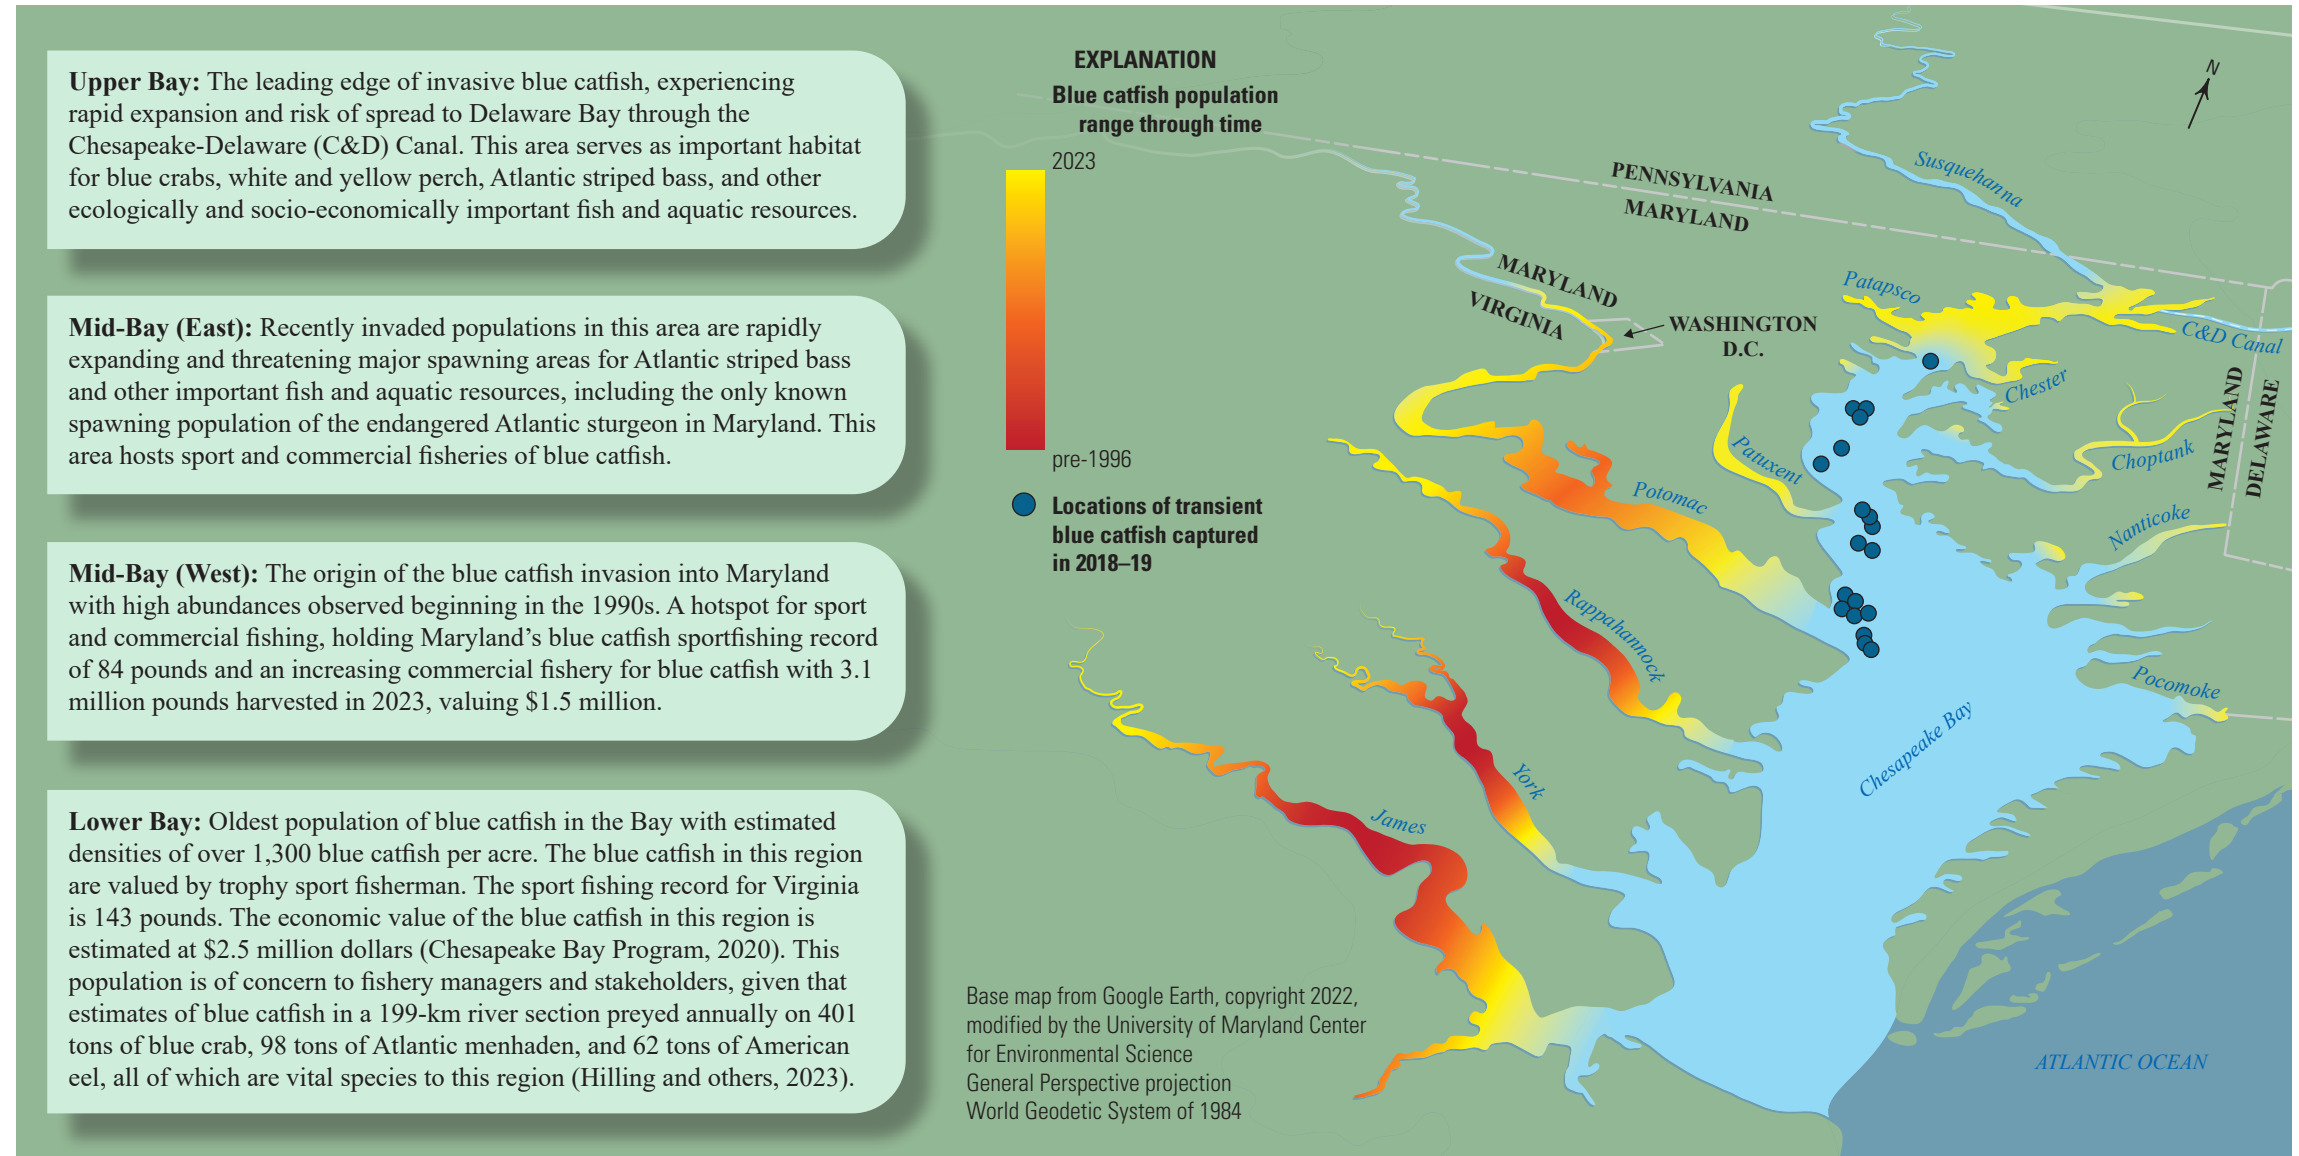 Upper Bay: The leading edge of invasive blue catfish, experiencing
rapid expansion and risk of spread to Delaware Bay through the
Chesapeake-Delaware (C&D) Canal. This area serves as important habitat
for blue crabs, white and yellow perch, Atlantic striped bass, and other
ecologically and socio-economically important fish and aquatic resources.
Mid-Bay (East): Recently invaded populations in this area are rapidly
expanding and threatening major spawning areas for Atlantic striped bass
and other important fish and aquatic resources, including the only known
spawning population of the endangered Atlantic sturgeon in Maryland. This
area hosts sport and commercial fisheries of blue catfish.
Mid-Bay (West): The origin of the blue catfish invasion into Maryland
with high abundances observed beginning in the 1990s. A hotspot for sport
and commercial fishing, holding Maryland's blue catfish sportfishing record
of 84 pounds and an increasing commercial fishery for blue catfish with 3.1
million pounds harvested in 2023, valuing $1.5 million.
Lower Bay: Oldest population of blue catfish in the Bay with estimated
densities of over 1,300 blue catfish per acre. The blue catfish in this region
are valued by trophy sport fisherman. The sport fishing record for Virginia
is 143 pounds. The economic value of the blue catfish in this region is
estimated at $2.5 million dollars (Chesapeake Bay Program, 2020). This
population is of concern to fishery managers and stakeholders, given that
estimates of blue catfish in a 199-km river section preyed annually on 401
tons of blue crab, 98 tons of Atlantic menhaden, and 62 tons of American
eel, all of which are vital species to this region (Hilling and others, 2023).
EXPLANATION
Blue catfish population
range through time
2023
pre-1996
Locations of transient
blue catfish captured
in 2018–19
N
Susquehanna
PENNSYLVANIA
MARYLAND
MARYLAND
VIRGINIA
WASHINGTON
D.C.
Patapsco
C&D Canal
Chester
MARYLAND
DELAWARE
Choptank
Patuxent
Potomac
Nanticoke
Rappahannock
Pocomoke
Chesapeake Bay
York
James
ATLANTIC OCEAN
Base map from Google Earth, copyright 2022,
modified by the University of Maryland Center
for Environmental Science
General Perspective projection
World Geodetic System of 1984